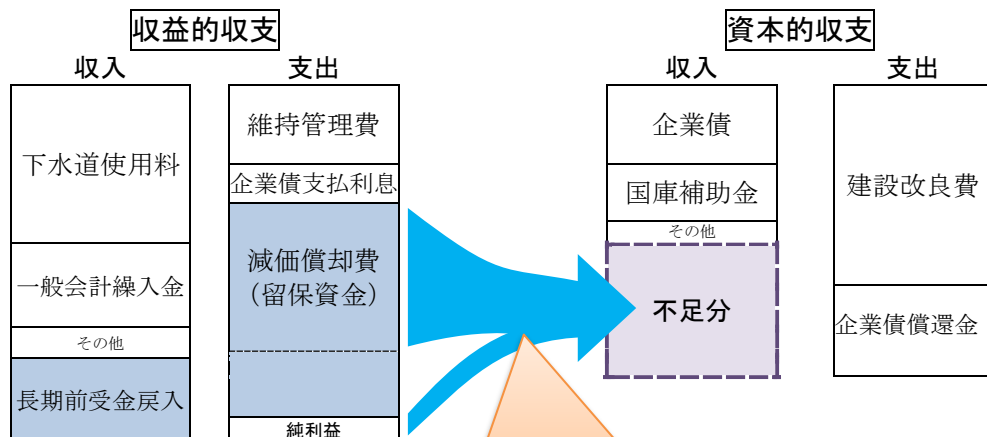 収益的収支
収入
支出
下水道使用料
一般会計繰入金
その他
長期前受金戻入
維持管理費
企業債支払利息
減価償却費
（留保資金）
純利益
資本的収支
収入
支出
企業債
国庫補助金
その他
不足分
建設改良費
企業債償還金